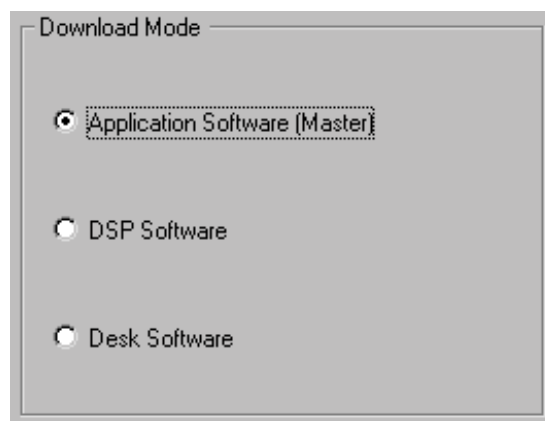 Download Mode
Application Software (Master)
DSP Software
Desk Software